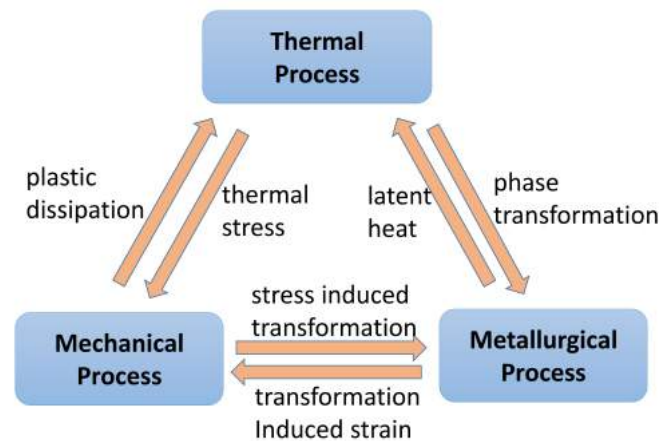 Thermal
Process
plastic
dissipation
thermal
stress
latent
heat
phase
transformation
stress induced
transformation
Mechanical
Process
Metallurgical
Process
transformation
Induced strain